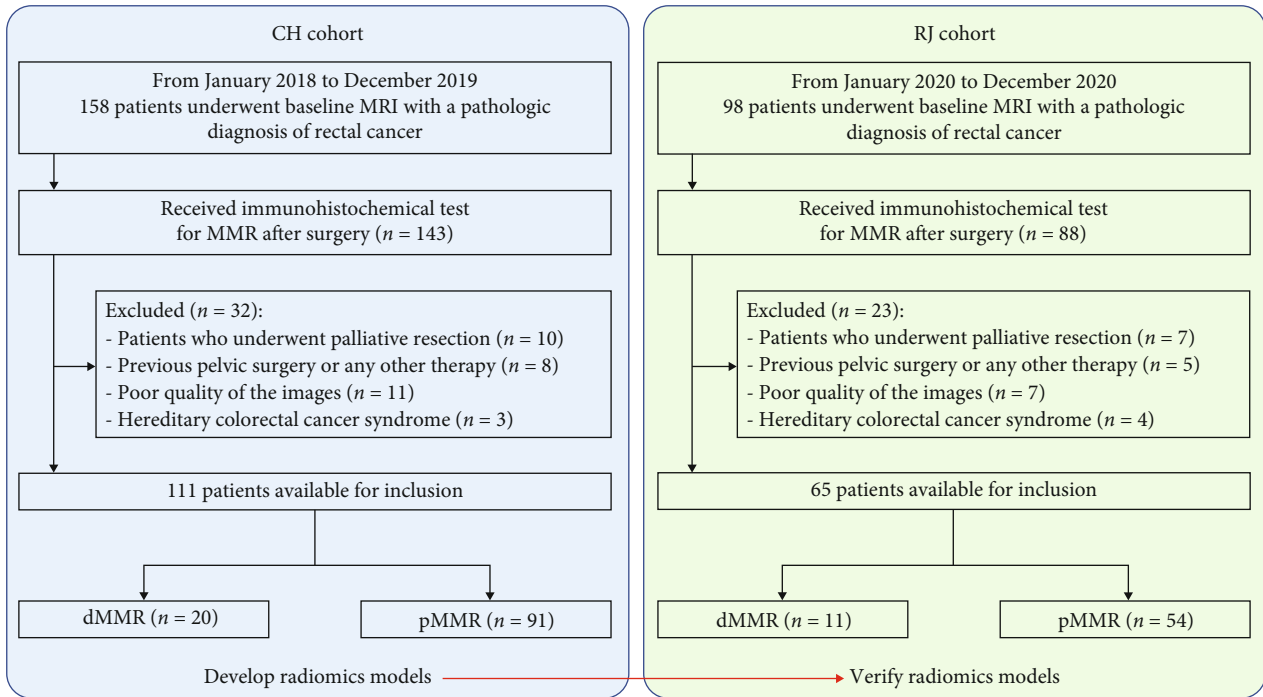 CH cohort
From January 2018 to December 2019
158 patients underwent baseline MRI with a pathologic
diagnosis of rectal cancer
Received immunohistochemical test
for MMR after surgery (n = 143)
Excluded (n = 32):
- Patients who underwent palliative resection (n = 10)
- Previous pelvic surgery or any other therapy (n = 8)
- Poor quality of the images (n = 11)
- Hereditary colorectal cancer syndrome (n = 3)
111 patients available for inclusion
dMMR (n = 20)
pMMR (n = 91)
Develop radiomics models
RJ cohort
From January 2020 to December 2020
98 patients underwent baseline MRI with a pathologic
diagnosis of rectal cancer
Received immunohistochemical test
for MMR after surgery (n = 88)
Excluded (n = 23):
- Patients who underwent palliative resection (n = 7)
- Previous pelvic surgery or any other therapy (n = 5)
- Poor quality of the images (n = 7)
- Hereditary colorectal cancer syndrome (n = 4)
65 patients available for inclusion
dMMR (n = 11)
pMMR (n = 54)
Verify radiomics models